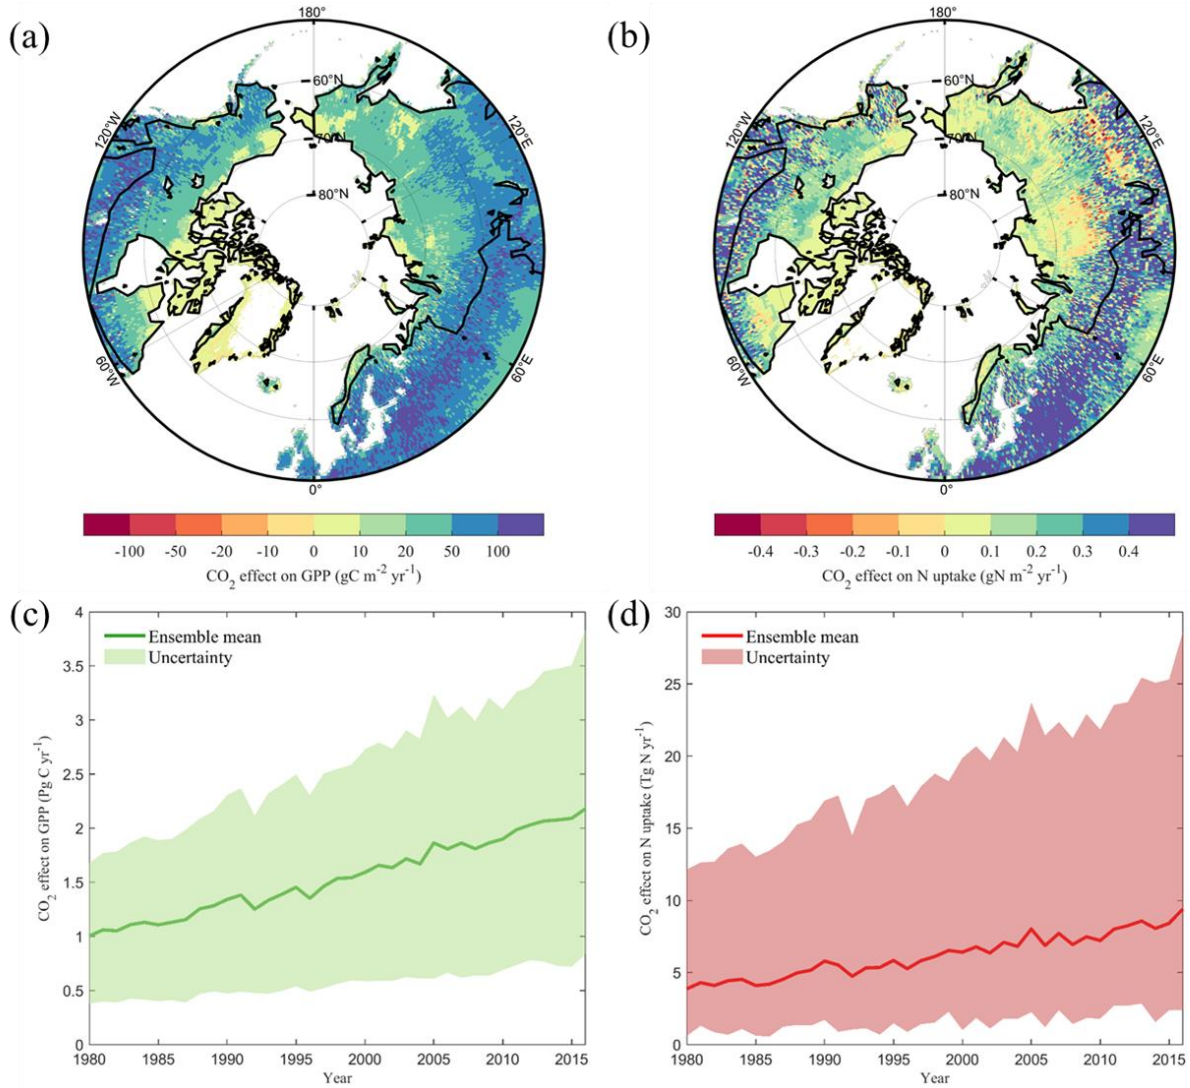 (a)
180°
60°N
70°N
80°N
120°W
120°E
60°W
60°E
0°
-100 -50 -20 -10 0 10 20 50 100
CO2 effect on GPP (gC m-2 yr-1)
(b)
180°
60°N
70°N
80°N
120°W
120°E
60°W
60°E
0°
-0.4 -0.3 -0.2 -0.1 0 0.1 0.2 0.3 0.4
CO2 effect on N uptake (gN m-2 yr-1)
(c)
Ensemble mean
Uncertainty
CO2 effect on GPP (Pg C yr-1)
4
3.5
3
2.5
2
1.5
1
0.5
0
1980 1985 1990 1995 2000 2005 2010 2015
Year
(d)
Ensemble mean
Uncertainty
CO2 effect on N uptake (Tg N yr-1)
30
25
20
15
10
5
0
1980 1985 1990 1995 2000 2005 2010 2015
Year